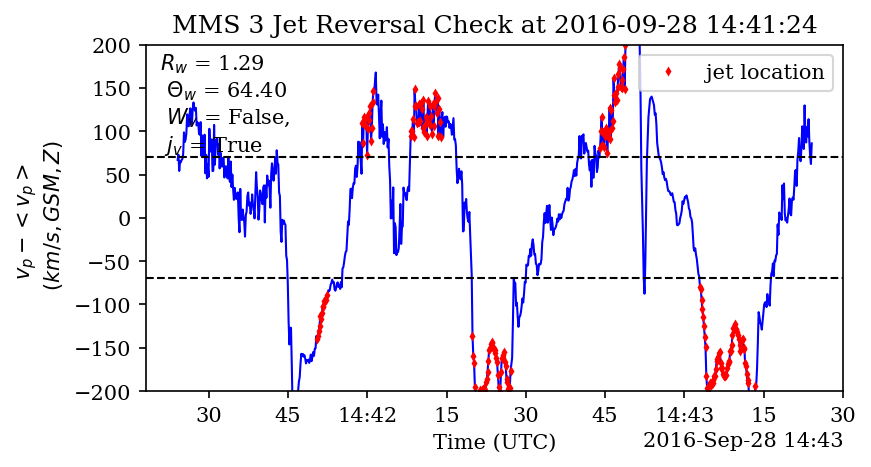 MMS 3 Jet Reversal Check at 2016-09-28 14:41:24
R_w = 1.29
Θ_w = 64.40
W_v = False,
j_v = True
jet location
v_p − < v_p >
(km/s, GSM, Z)
200
150
100
50
0
−50
−100
−150
−200
30 45 14:42 15 30 45 14:43 15 30
Time (UTC)
2016-Sep-28 14:43